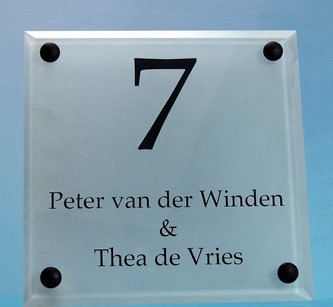 7
Peter van der Winden
&
Thea de Vries